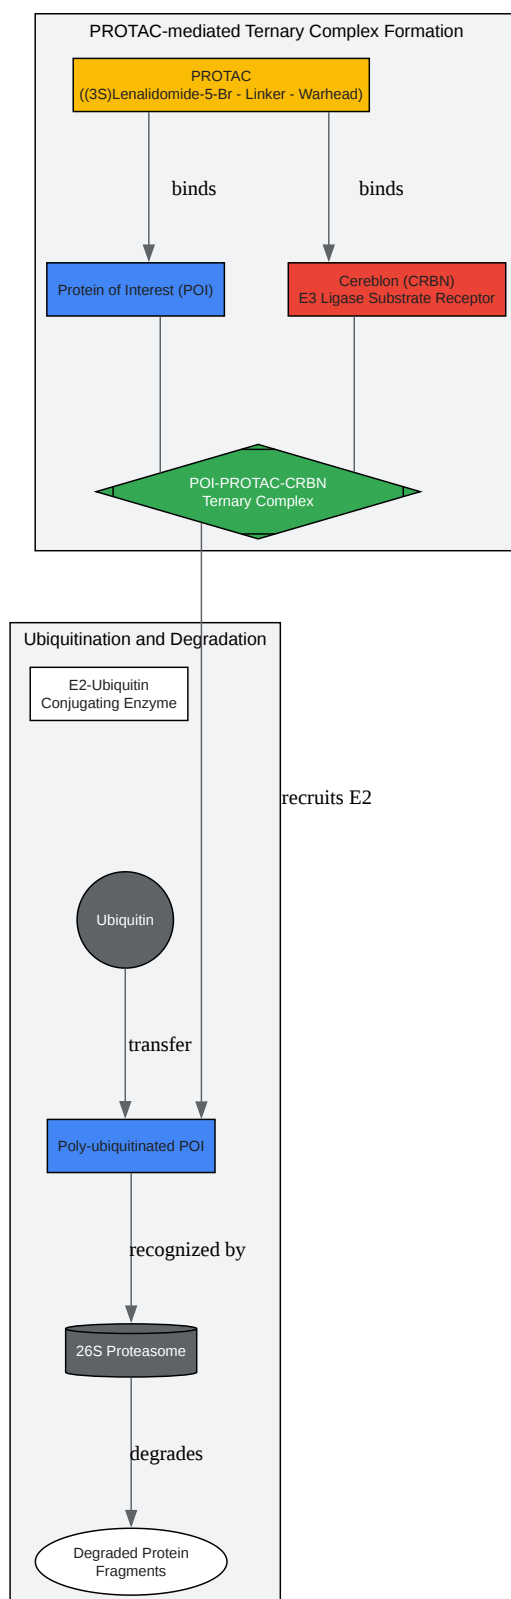 PROTAC-mediated Ternary Complex Formation
PROTAC
((3S)Lenalidomide-5-Br - Linker - Warhead)
binds
binds
Protein of Interest (POI)
Cereblon (CRBN)
E3 Ligase Substrate Receptor
POI-PROTAC-CRBN
Ternary Complex
Ubiquitination and Degradation
E2-Ubiquitin
Conjugating Enzyme
recruits E2
Ubiquitin
transfer
Poly-ubiquitinated POI
recognized by
26S Proteasome
degrades
Degraded Protein
Fragments